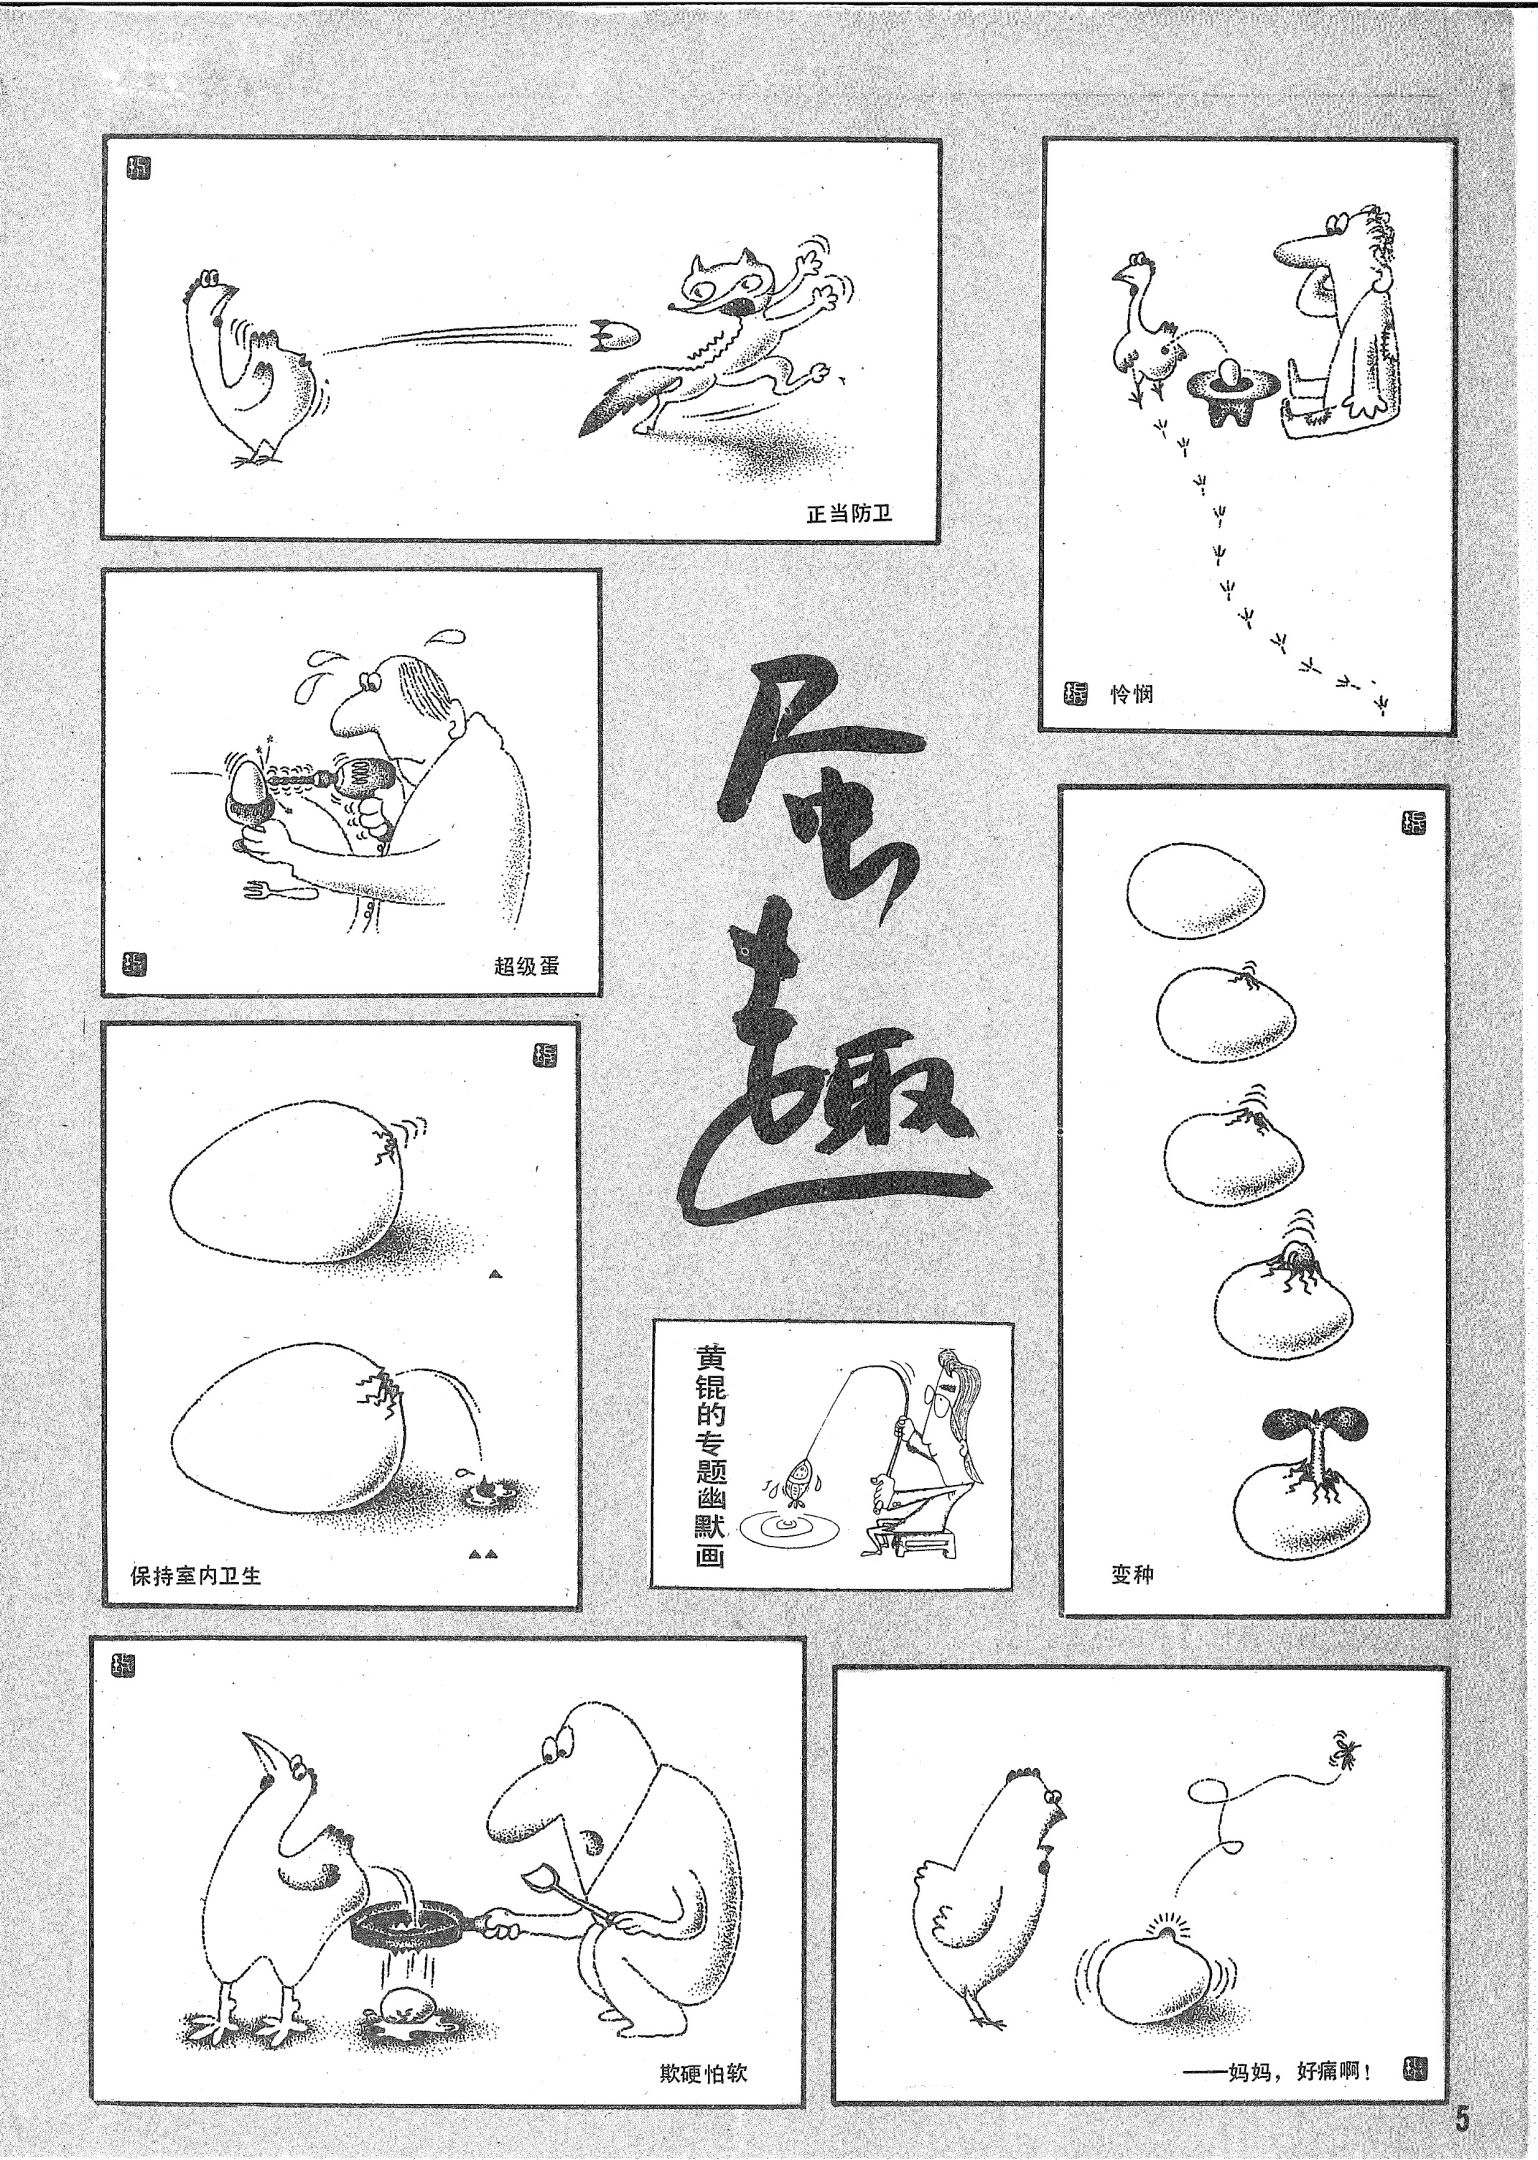 正当防卫
怜悯
超级蛋
蛋趣
保持室内卫生
黄锟的专题幽默画
变种
欺硬怕软
——妈妈，好痛啊！
5